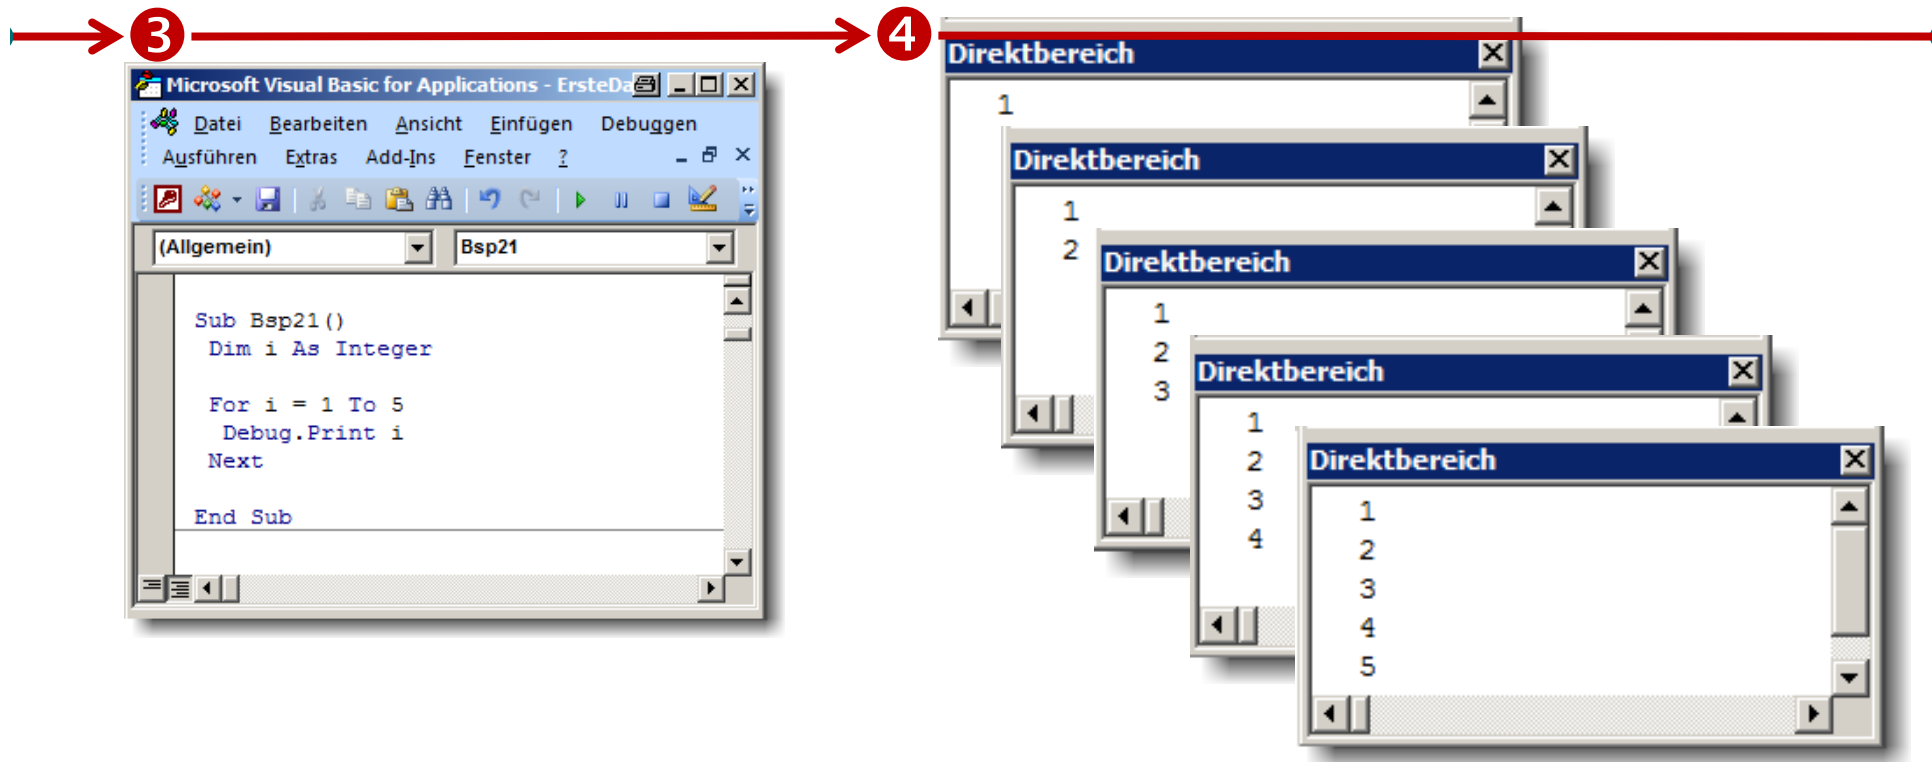 3
Microsoft Visual Basic for Applications - ErsteDa
Datei Bearbeiten Ansicht Einfügen Debuggen
Ausführen Extras Add-Ins Fenster ?
(Allgemein) Bsp21
Sub Bsp21()
Dim i As Integer
For i = 1 To 5
Debug.Print i
Next
End Sub
4
Direktbereich
1
Direktbereich
1
2
Direktbereich
1
2
3
Direktbereich
1
2
3
4
Direktbereich
1
2
3
4
5